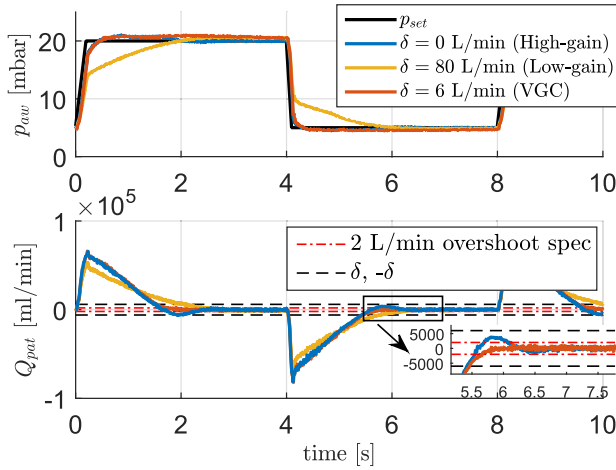 p_set
δ = 0 L/min (High-gain)
δ = 80 L/min (Low-gain)
δ = 6 L/min (VGC)
p_aw [mbar]
20
10
0
0 2 4 6 8 10
×10^5
2 L/min overshoot spec
δ, -δ
Q_pat [ml/min]
1
0
-1
5000
0
-5000
5.5 6 6.5 7 7.5
0 2 4 6 8 10
time [s]